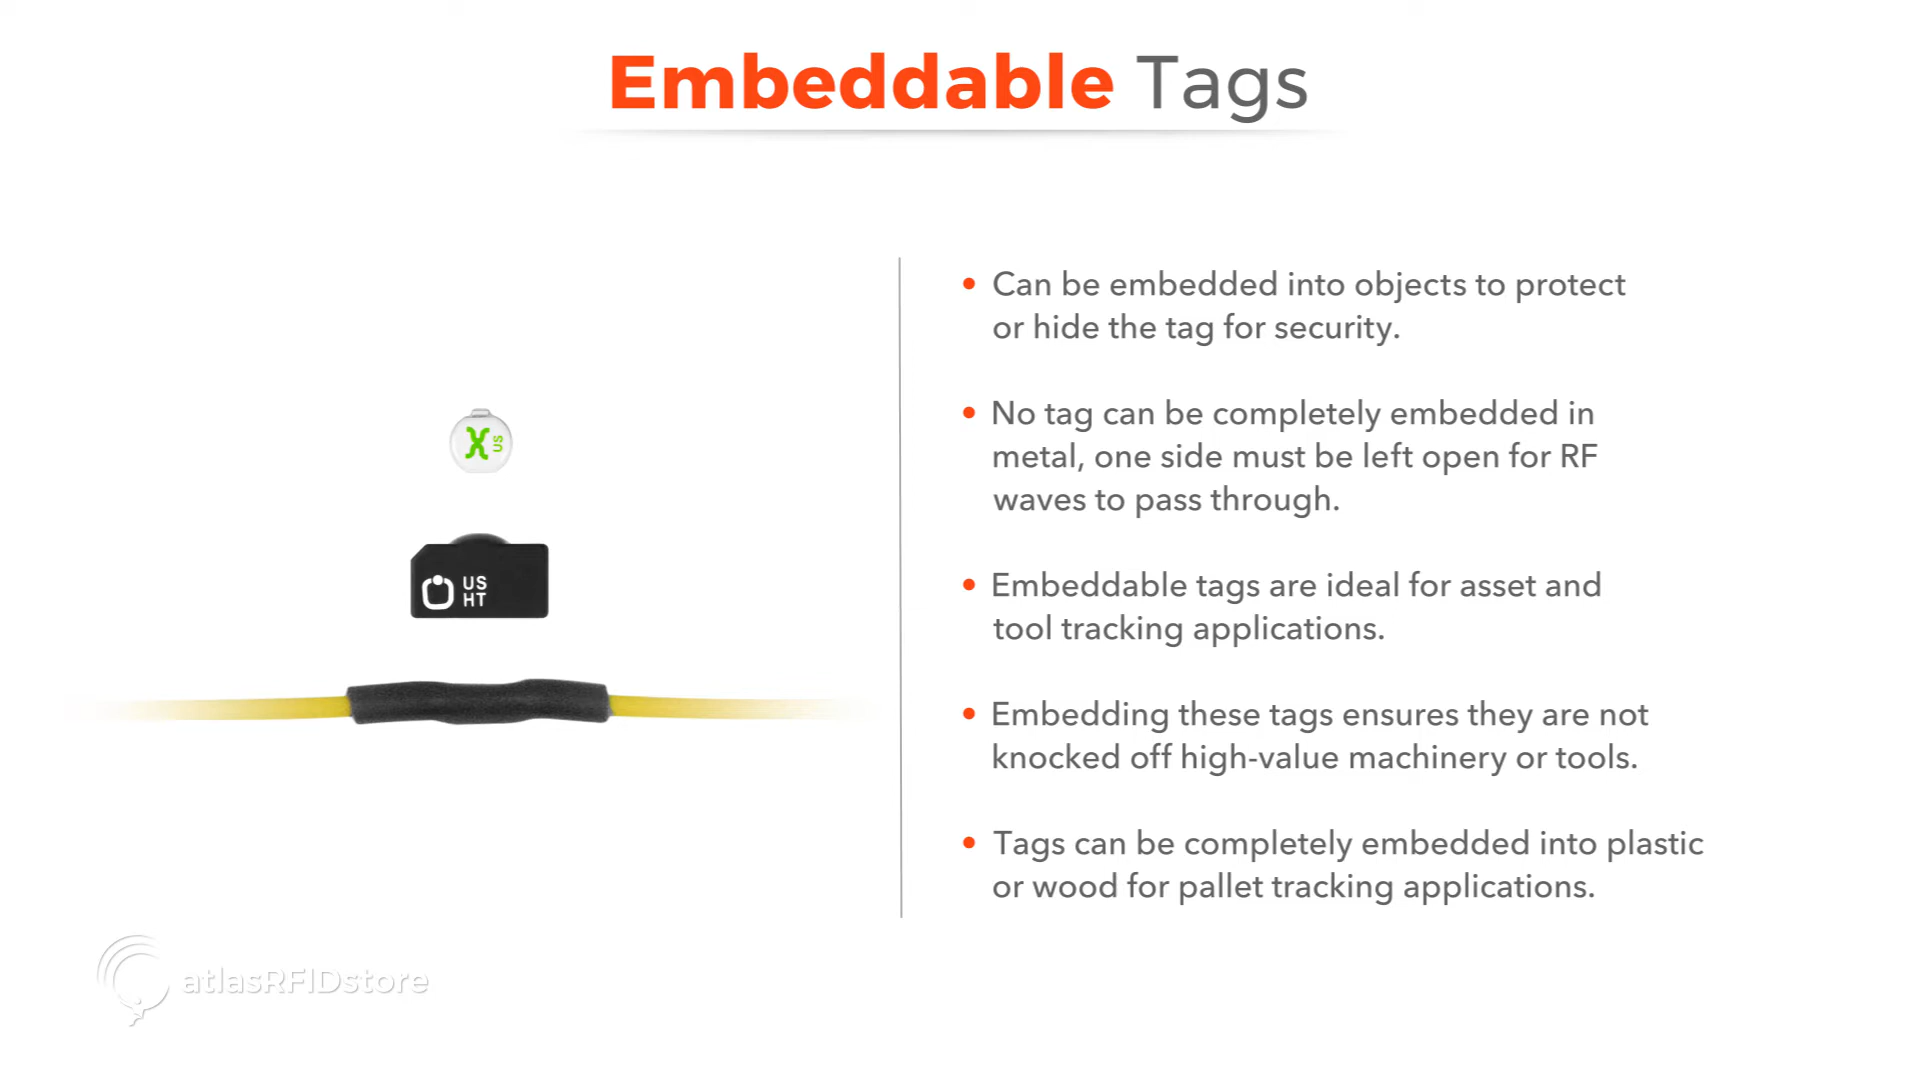 Embeddable Tags
Can be embedded into objects to protect
or hide the tag for security.
No tag can be completely embedded in
metal, one side must be left open for RF
waves to pass through.
Embeddable tags are ideal for asset and
tool tracking applications.
Embedding these tags ensures they are not
knocked off high-value machinery or tools.
Tags can be completely embedded into plastic
or wood for pallet tracking applications.
X US
US
HT
atlasRFIDstore